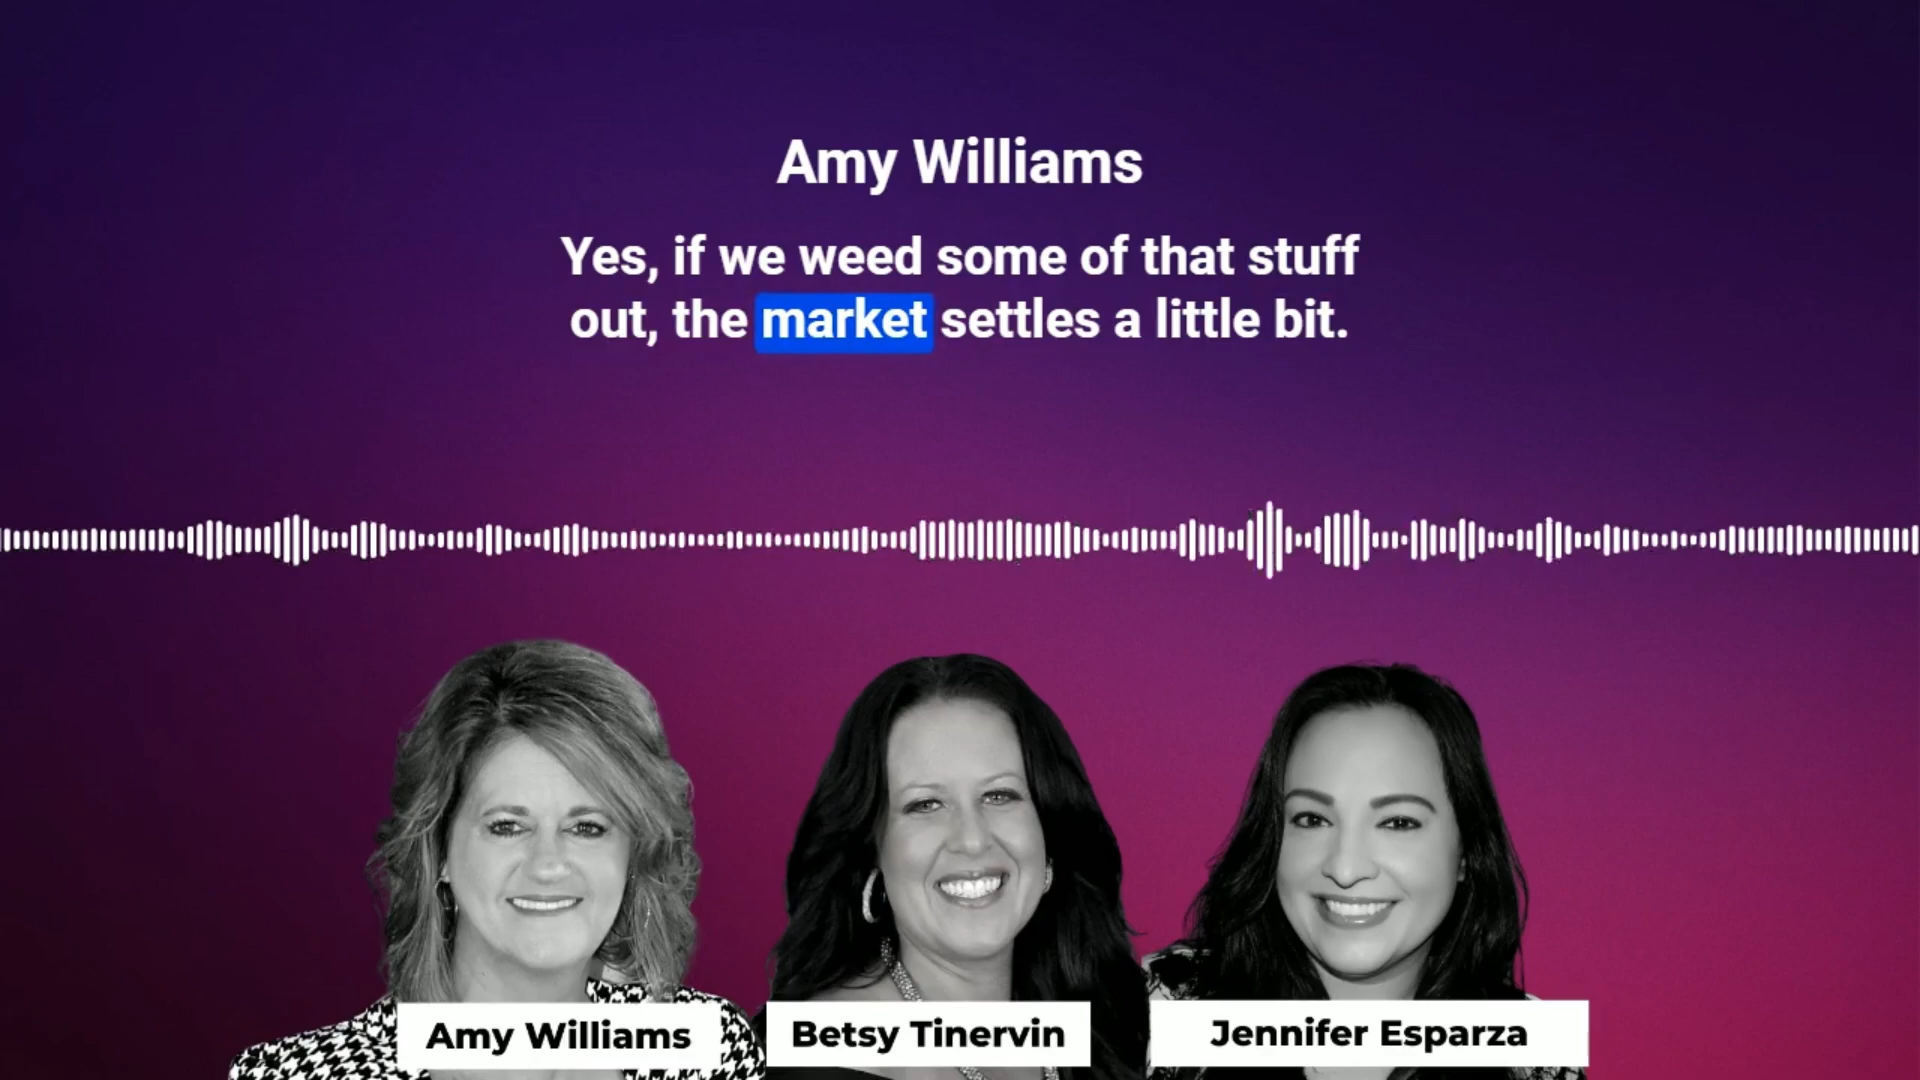 Amy Williams
Yes, if we weed some of that stuff
out, the market settles a little bit.
Amy Williams
Betsy Tinervin
Jennifer Esparza